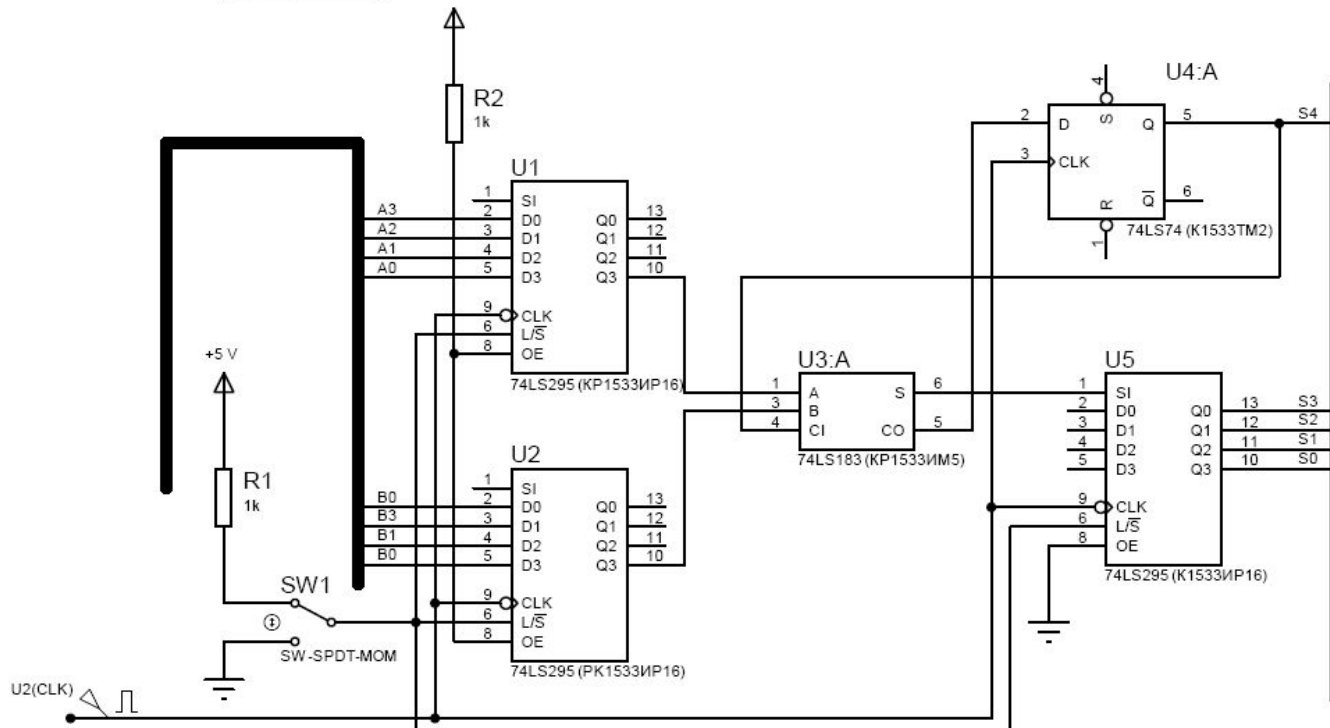 R2
1k
U1
1 SI
A3 2 D0 Q0 13
A2 3 D1 Q1 12
A1 4 D2 Q2 11
A0 5 D3 Q3 10
9 CLK
6 L/S
8 OE
74LS295 (КР1533ИР16)
U4:A
4
S
2 D Q 5 S4
3 CLK
R
QI 6
1
74LS74 (К1533ТМ2)
+5 V
R1
1k
U3:A
1 A S 6
3 B
4 CI CO 5
74LS183 (КР1533ИМ5)
U5
1 SI
2 D0 Q0 13 S3
3 D1 Q1 12 S2
4 D2 Q2 11 S1
5 D3 Q3 10 S0
9 CLK
6 L/S
8 OE
74LS295 (К1533ИР16)
U2
1 SI
B0 2 D0 Q0 13
B3 3 D1 Q1 12
B1 4 D2 Q2 11
B0 5 D3 Q3 10
9 CLK
6 L/S
8 OE
74LS295 (РК1533ИР16)
SW1
SW-SPDT-MOM
U2(CLK)